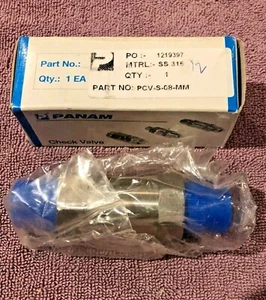 Part No.:
Qty.: 1 EA
PO :- 1219397
MTRL:- SS 316
QTY :- 1
12
PART NO: PCV-S-08-MM
PANAM
Check Valve